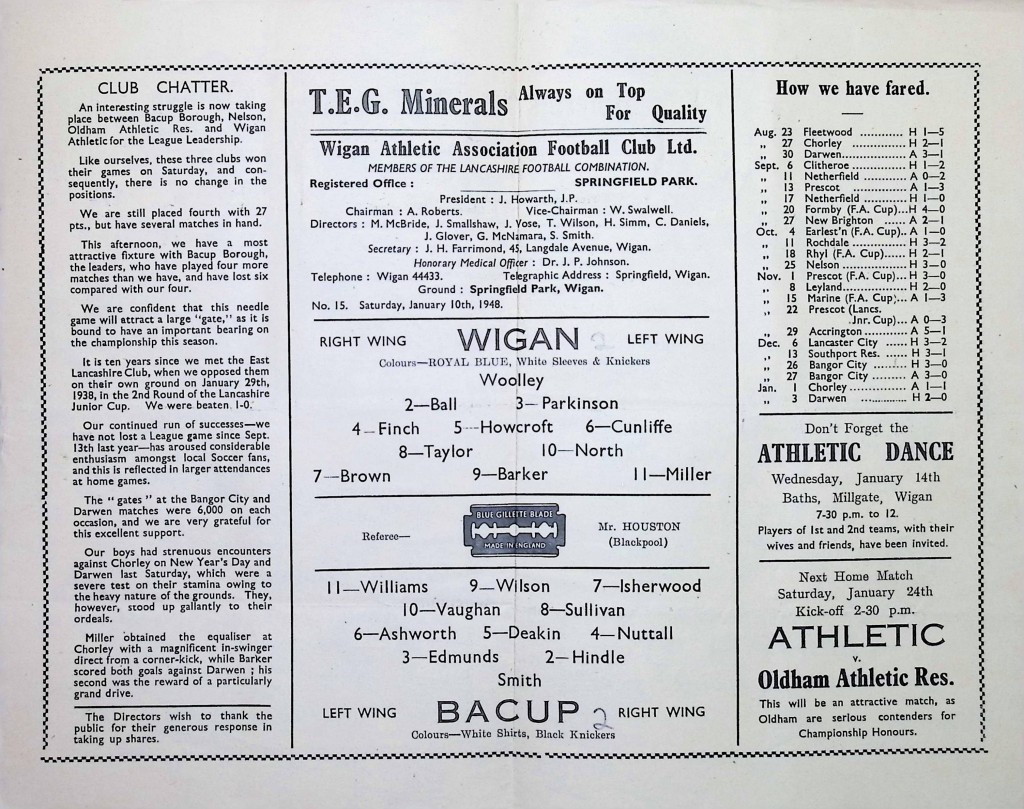 CLUB CHATTER.
An interesting struggle is now taking
place between Bacup Borough, Nelson,
Oldham Athletic Res. and Wigan
Athletic for the League Leadership.
Like ourselves, these three clubs won
their games on Saturday, and con-
sequently, there is no change in the
positions.
We are still placed fourth with 27
pts., but have several matches in hand.
This afternoon, we have a most
attractive fixture with Bacup Borough,
the leaders, who have played four more
matches than we have, and have lost six
compared with our four.
We are confident that this needle
game will attract a large "gate," as it is
bound to have an important bearing on
the championship this season.
It is ten years since we met the East
Lancashire Club, when we opposed them
on their own ground on January 29th,
1938, in the 2nd Round of the Lancashire
Junior Cup. We were beaten 1-0.
Our continued run of successes—we
have not lost a League game since Sept.
13th last year—has aroused considerable
enthusiasm amongst local Soccer fans,
and this is reflected in larger attendances
at home games.
The "gates" at the Bangor City and
Darwen matches were 6,000 on each
occasion, and we are very grateful for
this excellent support.
Our boys had strenuous encounters
against Chorley on New Year's Day and
Darwen last Saturday, which were a
severe test on their stamina owing to
the heavy nature of the grounds. They,
however, stood up gallantly to their
ordeals.
Miller obtained the equaliser at
Chorley with a magnificent in-swinger
direct from a corner-kick, while Barker
scored both goals against Darwen ; his
second was the reward of a particularly
grand drive.
The Directors wish to thank the
public for their generous response in
taking up shares.
T.E.G. Minerals Always on Top
For Quality
Wigan Athletic Association Football Club Ltd.
MEMBERS OF THE LANCASHIRE FOOTBALL COMBINATION.
Registered Office : SPRINGFIELD PARK.
President : J. Howarth, J.P.
Chairman : A. Roberts. Vice-Chairman : W. Swalwell.
Directors : M. McBride, J. Smallshaw, J. Vose, T. Wilson, H. Simm, C. Daniels,
J. Glover, G. McNamara, S. Smith.
Secretary : J. H. Farrimond, 45, Langdale Avenue, Wigan.
Honorary Medical Officer : Dr. J. P. Johnson.
Telephone : Wigan 44433. Telegraphic Address : Springfield, Wigan.
Ground : Springfield Park, Wigan.
No. 15. Saturday, January 10th, 1948.
RIGHT WING WIGAN 2 LEFT WING
Colours—ROYAL BLUE, White Sleeves & Knickers
Woolley
2—Ball 3—Parkinson
4—Finch 5—Howcroft 6—Cunliffe
8—Taylor 10—North
7—Brown 9—Barker 11—Miller
Referee— BLUE GILLETTE BLADE MADE IN ENGLAND Mr. HOUSTON
(Blackpool)
11—Williams 9—Wilson 7—Isherwood
10—Vaughan 8—Sullivan
6—Ashworth 5—Deakin 4—Nuttall
3—Edmunds 2—Hindle
Smith
LEFT WING BACUP 2 RIGHT WING
Colours—White Shirts, Black Knickers
How we have fared.
Aug. 23 Fleetwood ........... H 1—5
„ 27 Chorley .............. H 2—1
„ 30 Darwen............... A 3—1
Sept. 6 Clitheroe ............ H 1—2
„ 11 Netherfield ......... A 0—2
„ 13 Prescot .............. A 1—3
„ 17 Netherfield ......... H 1—0
„ 20 Formby (F.A. Cup)...H 4—0
„ 27 New Brighton ...... A 2—1
Oct. 4 Earlest'n (F.A. Cup).. A 1—0
„ 11 Rochdale ............. H 3—2
„ 18 Rhyl (F.A. Cup)...... H 2—1
„ 25 Nelson ................ H 3—0
Nov. 1 Prescot (F.A. Cup)... H 3—0
„ 8 Leyland................ H 2—0
„ 15 Marine (F.A. Cup)... A 1—3
„ 22 Prescot (Lancs.
Jnr. Cup)... A 0—3
„ 29 Accrington ........... A 5—1
Dec. 6 Lancaster City ...... H 3—2
„ 13 Southport Res. ...... H 3—1
„ 26 Bangor City ......... H 3—0
„ 27 Bangor City ......... A 3—0
Jan. 1 Chorley............... A 1—1
„ 3 Darwen .............. H 2—0
Don't Forget the
ATHLETIC DANCE
Wednesday, January 14th
Baths, Millgate, Wigan
7-30 p.m. to 12.
Players of 1st and 2nd teams, with their
wives and friends, have been invited.
Next Home Match
Saturday, January 24th
Kick-off 2-30 p.m.
ATHLETIC
v.
Oldham Athletic Res.
This will be an attractive match, as
Oldham are serious contenders for
Championship Honours.